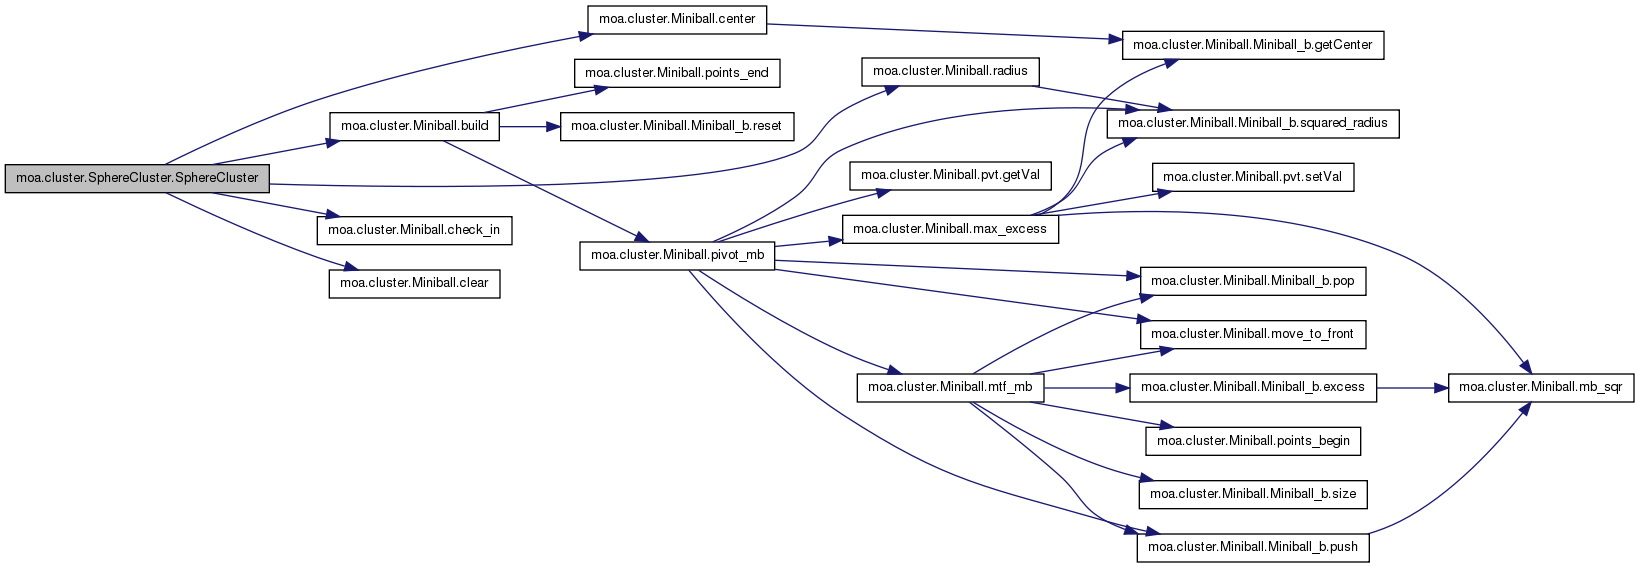 moa.cluster.Miniball.center
moa.cluster.Miniball.Miniball_b.getCenter
moa.cluster.Miniball.points_end
moa.cluster.Miniball.radius
moa.cluster.Miniball.build
moa.cluster.Miniball.Miniball_b.reset
moa.cluster.Miniball.Miniball_b.squared_radius
moa.cluster.SphereCluster.SphereCluster
moa.cluster.Miniball.pvt.getVal
moa.cluster.Miniball.pvt.setVal
moa.cluster.Miniball.check_in
moa.cluster.Miniball.max_excess
moa.cluster.Miniball.pivot_mb
moa.cluster.Miniball.clear
moa.cluster.Miniball.Miniball_b.pop
moa.cluster.Miniball.move_to_front
moa.cluster.Miniball.mtf_mb
moa.cluster.Miniball.Miniball_b.excess
moa.cluster.Miniball.mb_sqr
moa.cluster.Miniball.points_begin
moa.cluster.Miniball.Miniball_b.size
moa.cluster.Miniball.Miniball_b.push